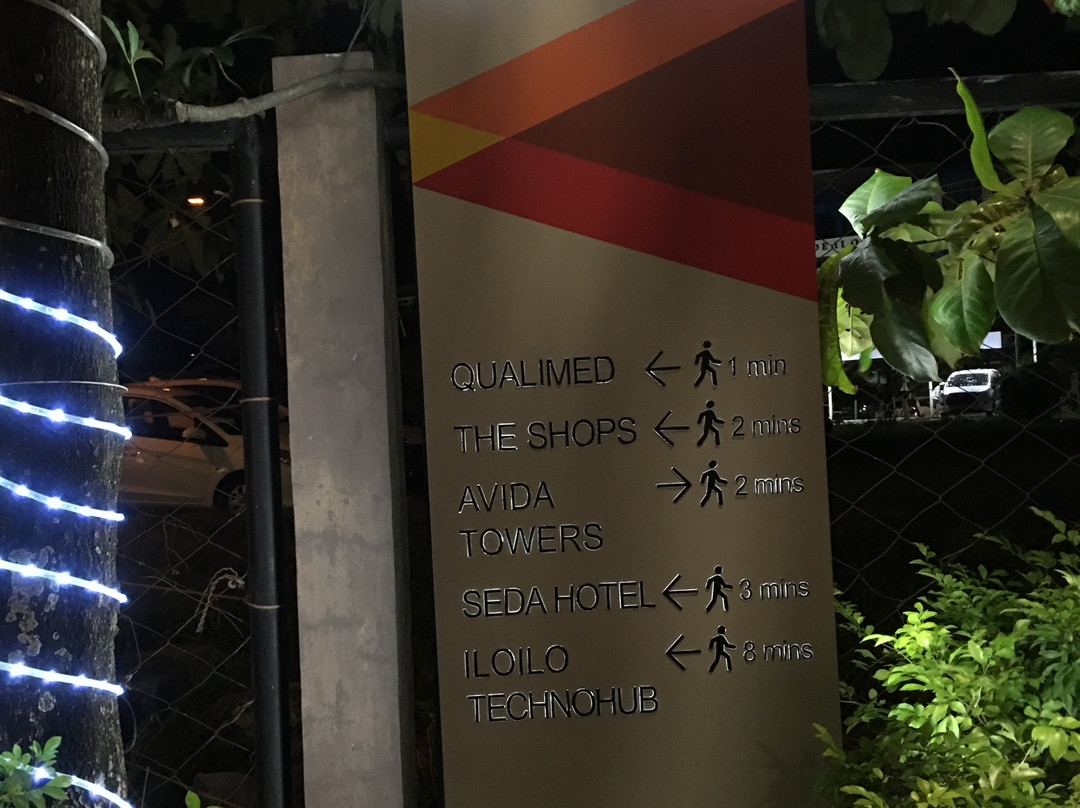 QUALIMED ← 1 min
THE SHOPS ← 2 mins
AVIDA → 2 mins
TOWERS
SEDA HOTEL ← 3 mins
ILOILO ← 8 mins
TECHNOHUB